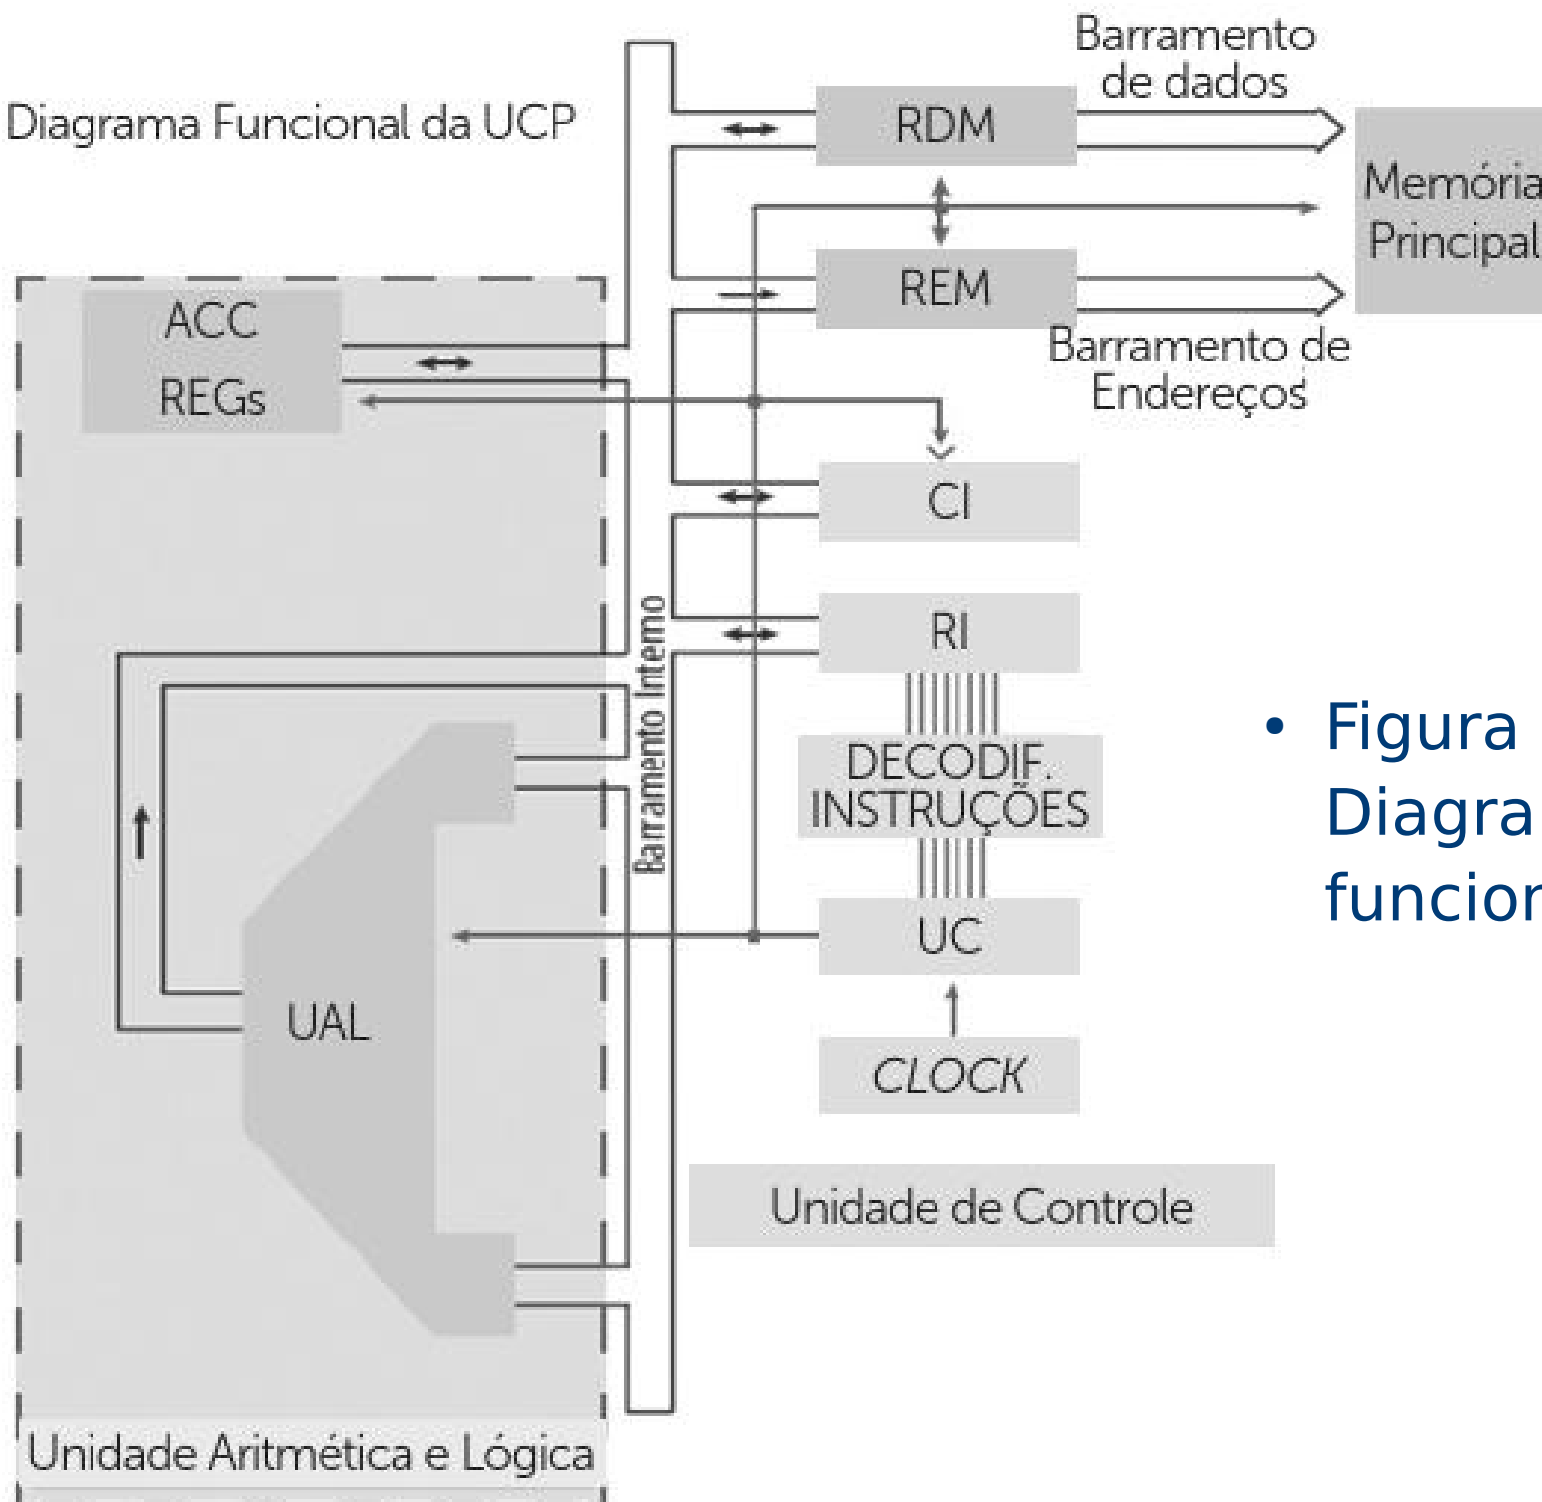 Diagrama Funcional da UCP
Barramento
de dados
RDM
Memória
Principal
REM
Barramento de
Endereços
ACC
REGs
CI
RI
Barramento Interno
DECODIF.
INSTRUÇÕES
UC
UAL
CLOCK
Unidade de Controle
Unidade Aritmética e Lógica
• Figura
Diagra
funcior